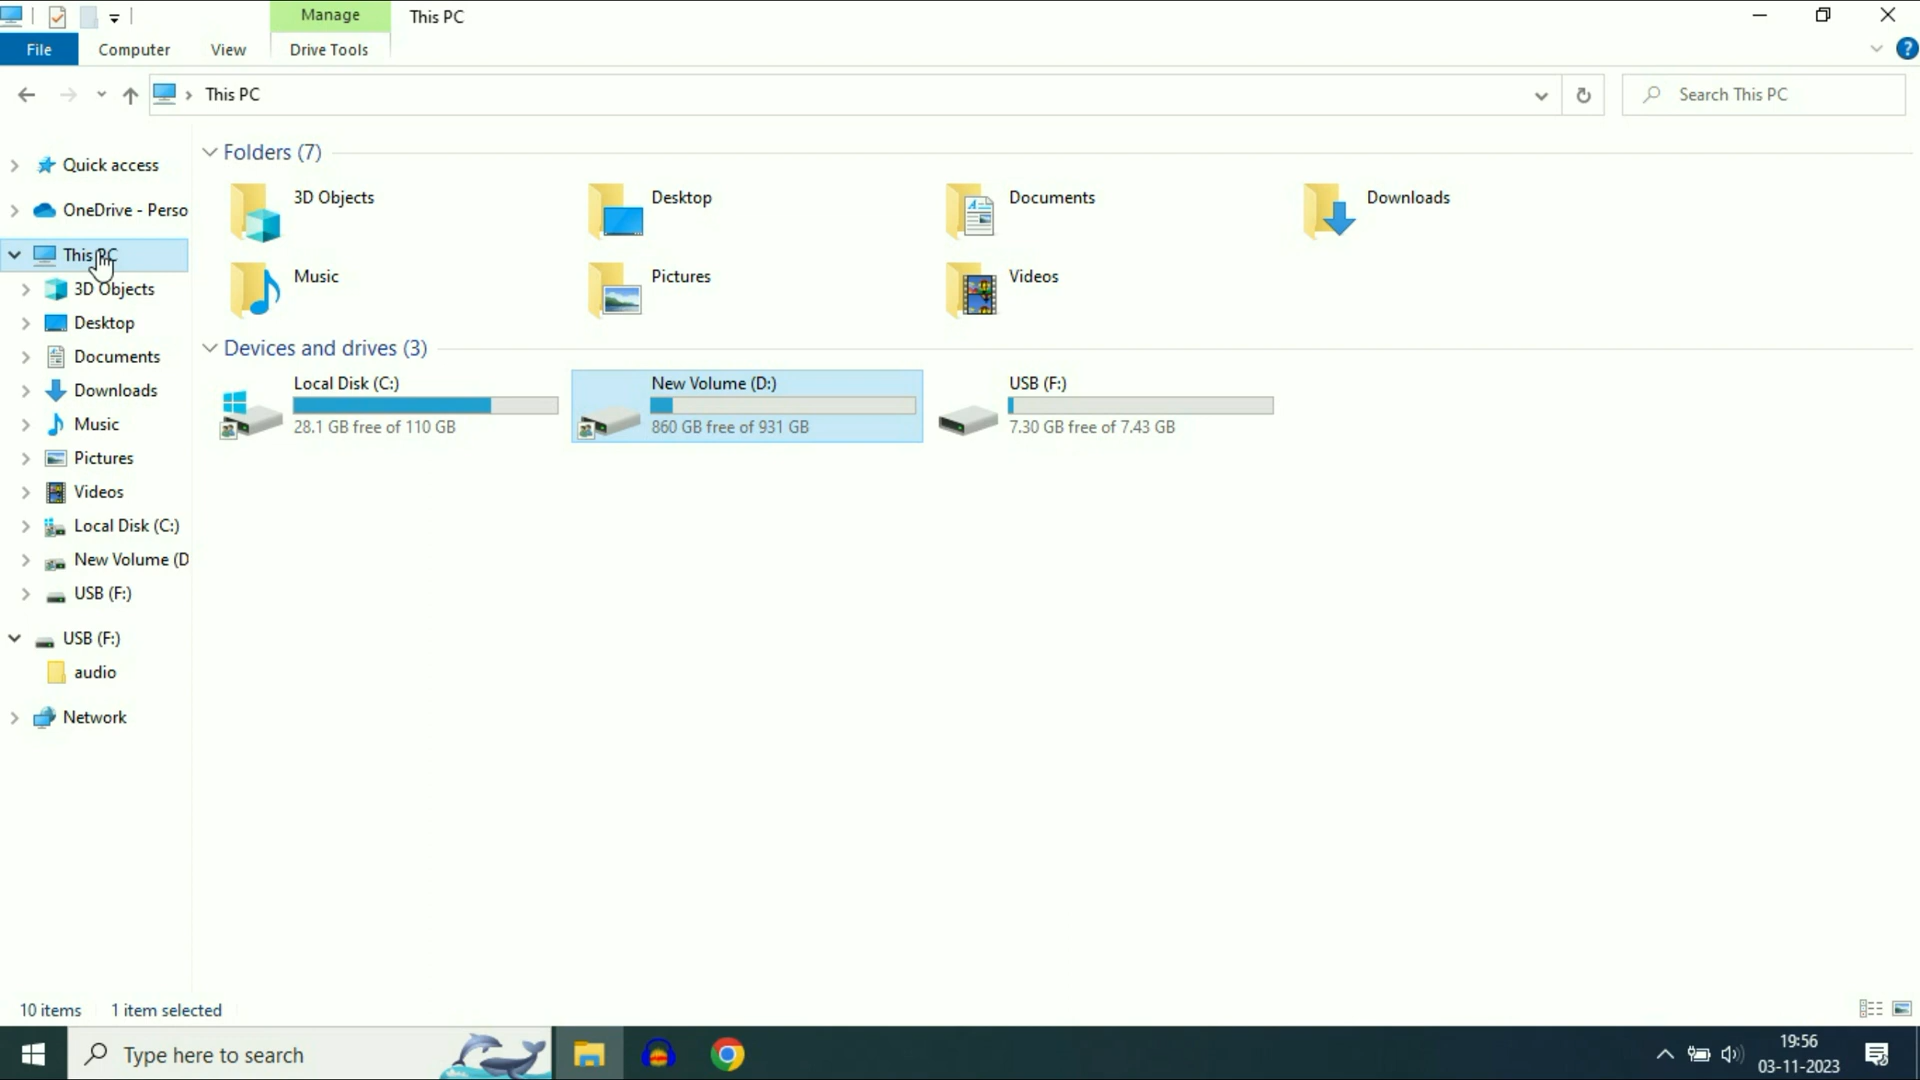 Manage
This PC
File
Computer
View
Drive Tools
This PC
Search This PC
Quick access
OneDrive - Perso
This PC
3D Objects
Desktop
Documents
Downloads
Music
Pictures
Videos
Local Disk (C:)
New Volume (D
USB (F:)
USB (F:)
audio
Network
Folders (7)
3D Objects
Desktop
Documents
Downloads
Music
Pictures
Videos
Devices and drives (3)
Local Disk (C:)
28.1 GB free of 110 GB
New Volume (D:)
860 GB free of 931 GB
USB (F:)
7.30 GB free of 7.43 GB
10 items
1 item selected
Type here to search
19:56
03-11-2023